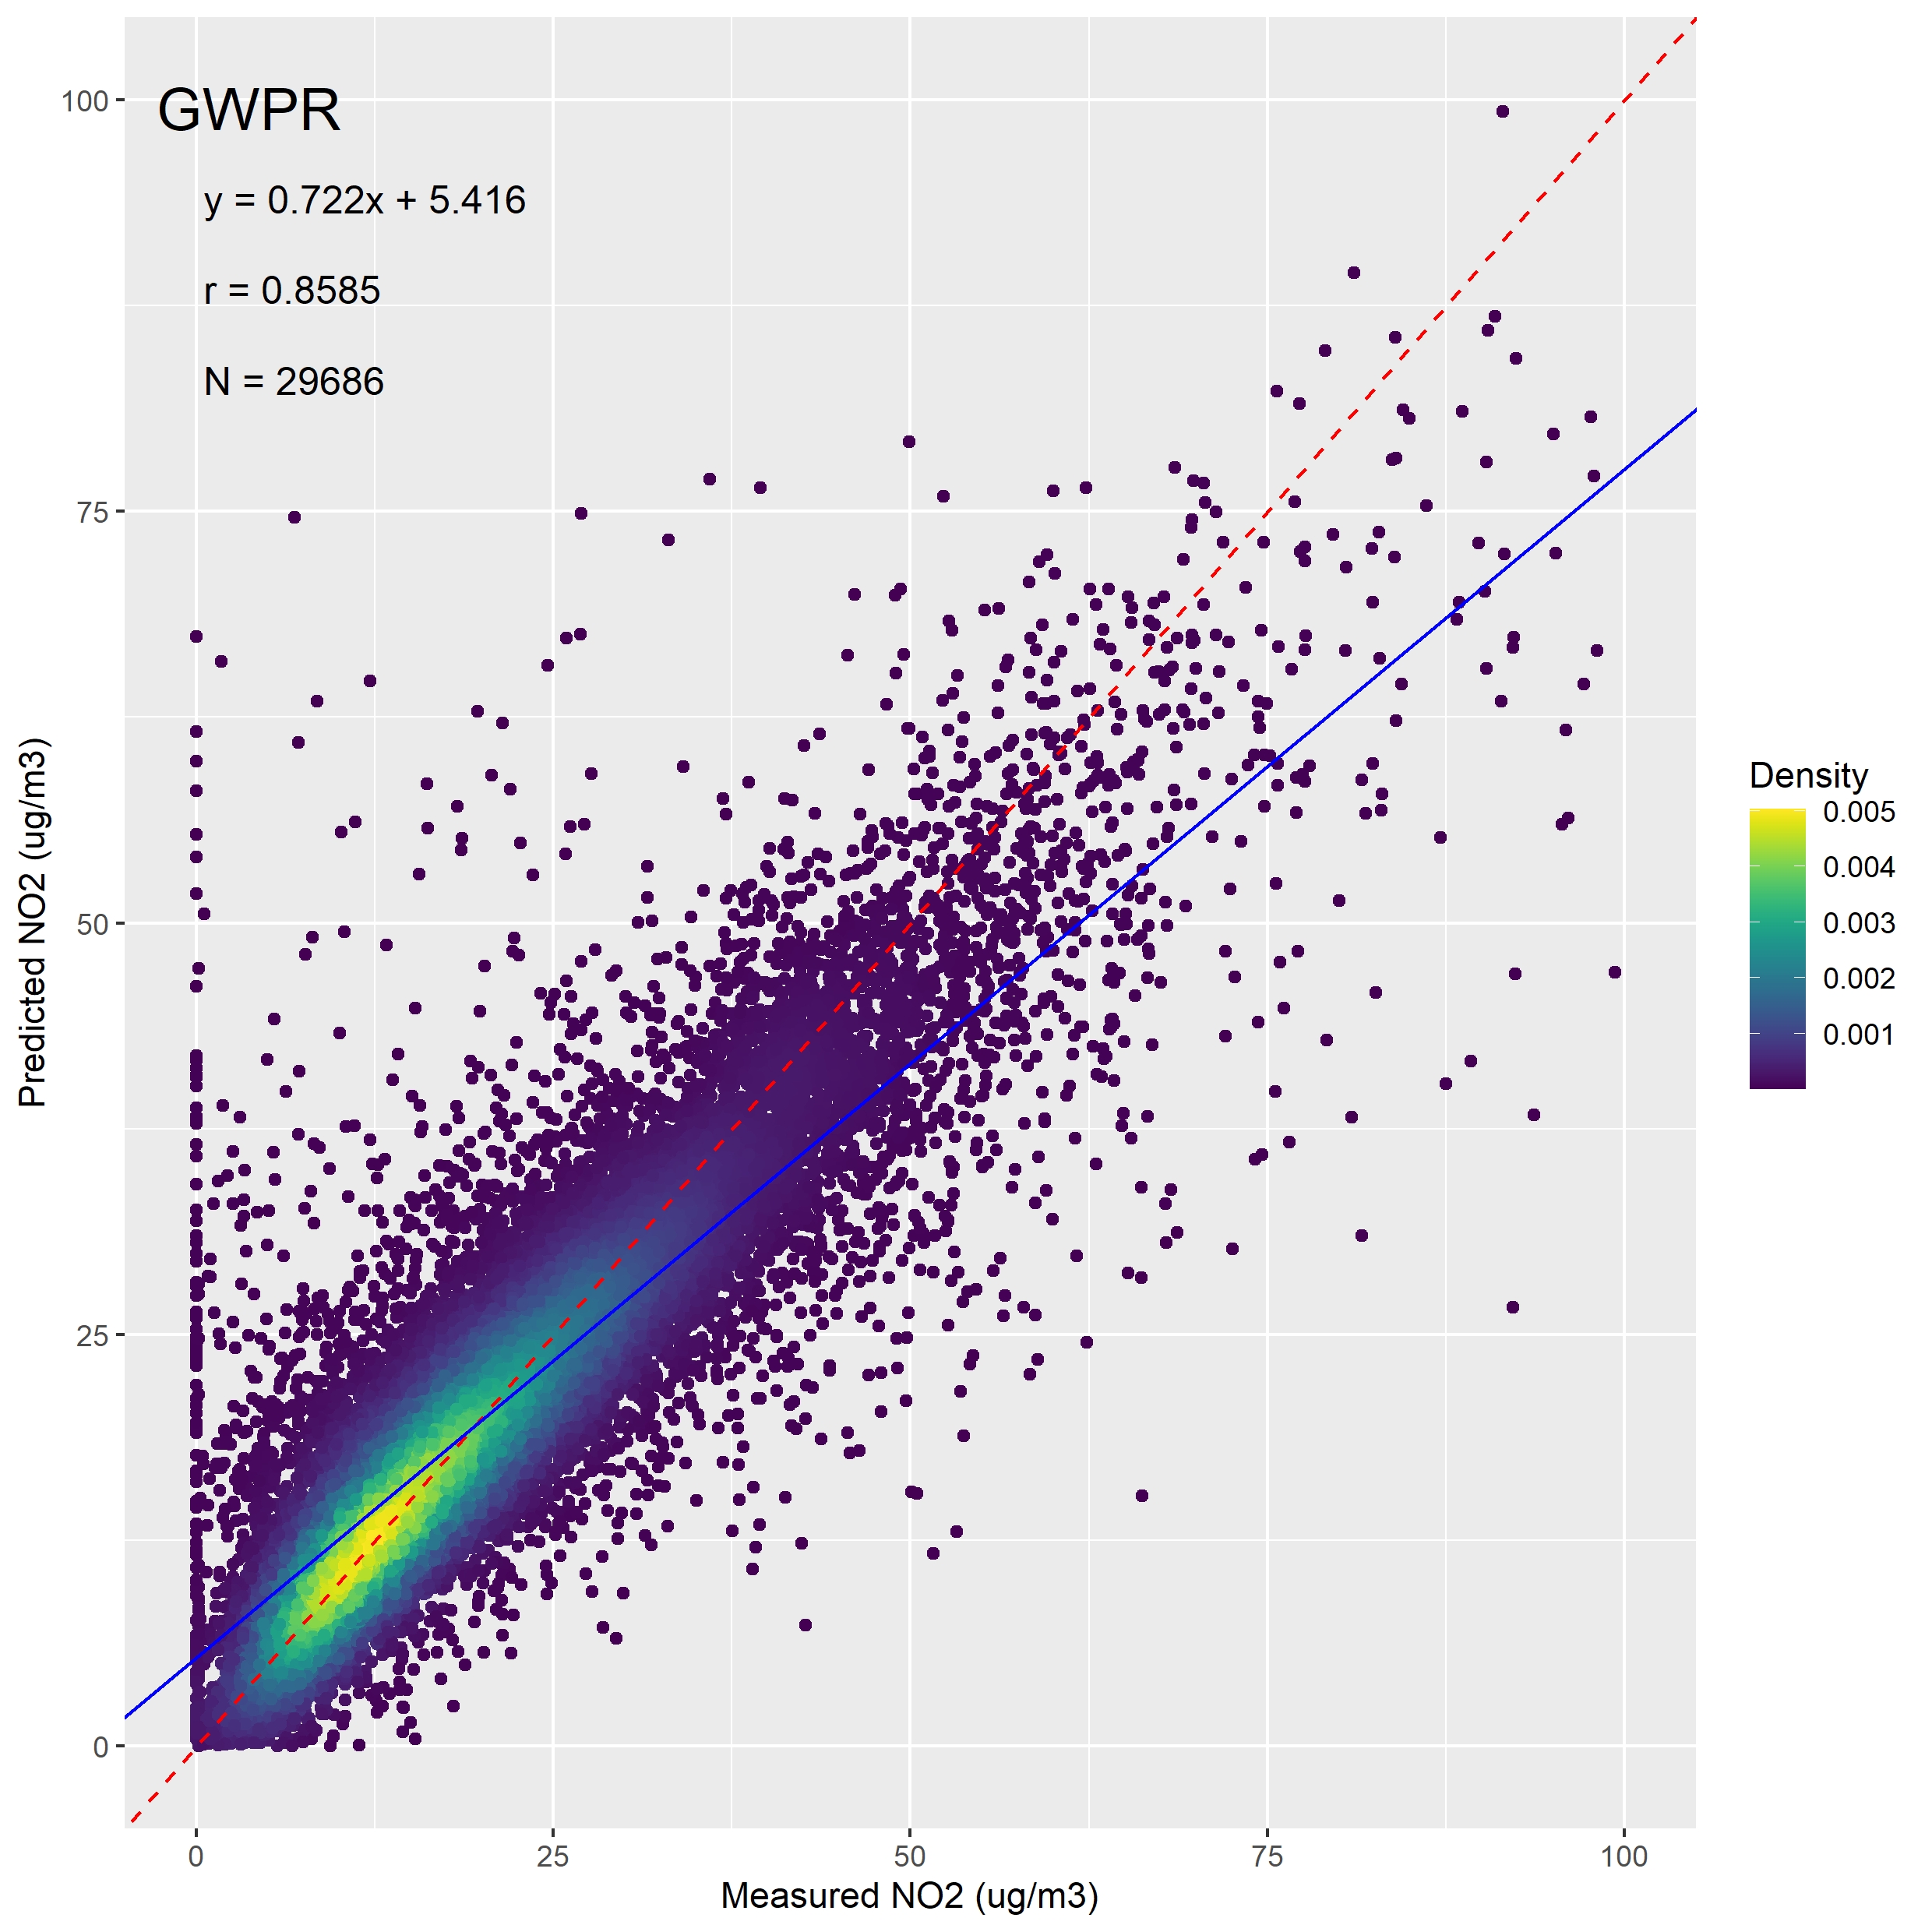 GWPR
y = 0.722x + 5.416
r = 0.8585
N = 29686
100
75
50
25
0
Predicted NO2 (ug/m3)
0 25 50 75 100
Measured NO2 (ug/m3)
Density
0.005
0.004
0.003
0.002
0.001